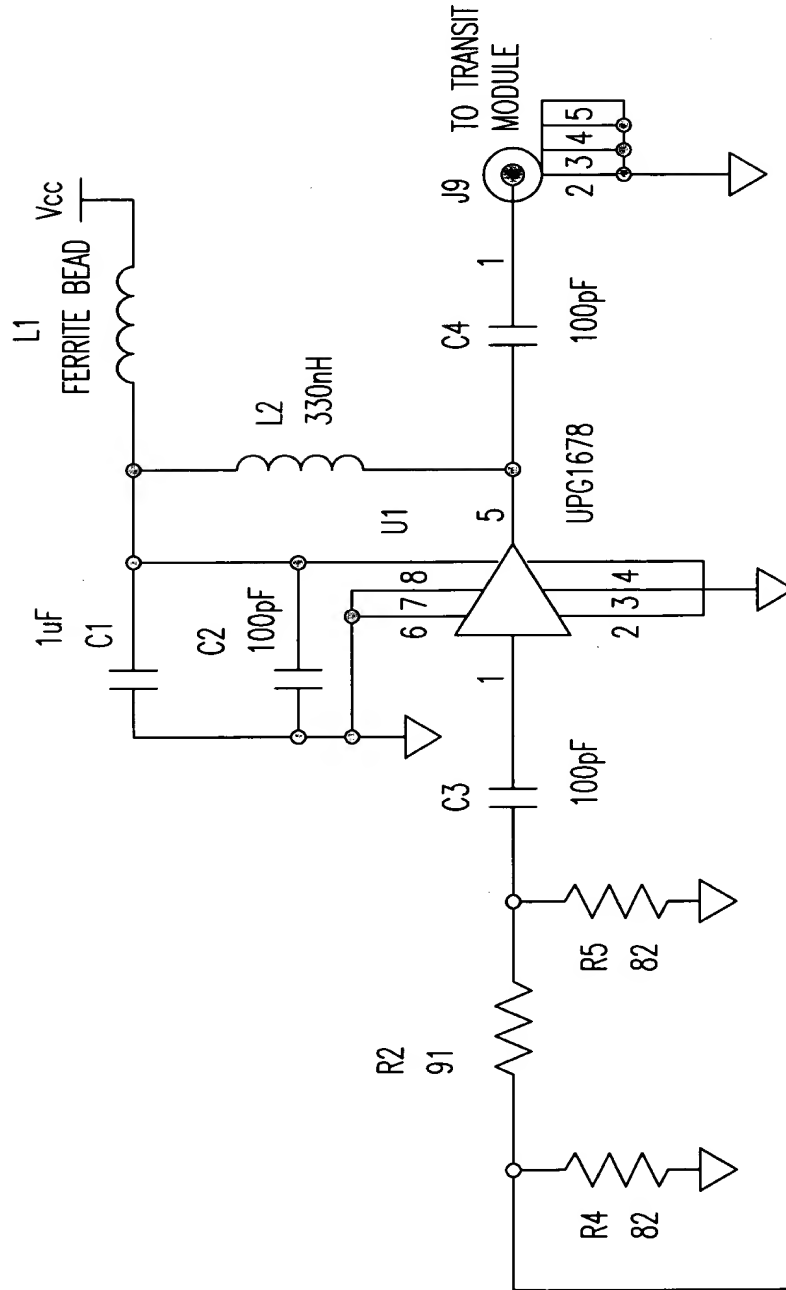 L1
FERRITE BEAD
Vcc
1uF
C1
C2
100pF
L2
330nH
U1
6
7
8
5
1
2
3
4
UPG1678
C3
100pF
C4
100pF
1
J9
TO TRANSIT
MODULE
2
3
4
5
R2
91
R4
82
R5
82